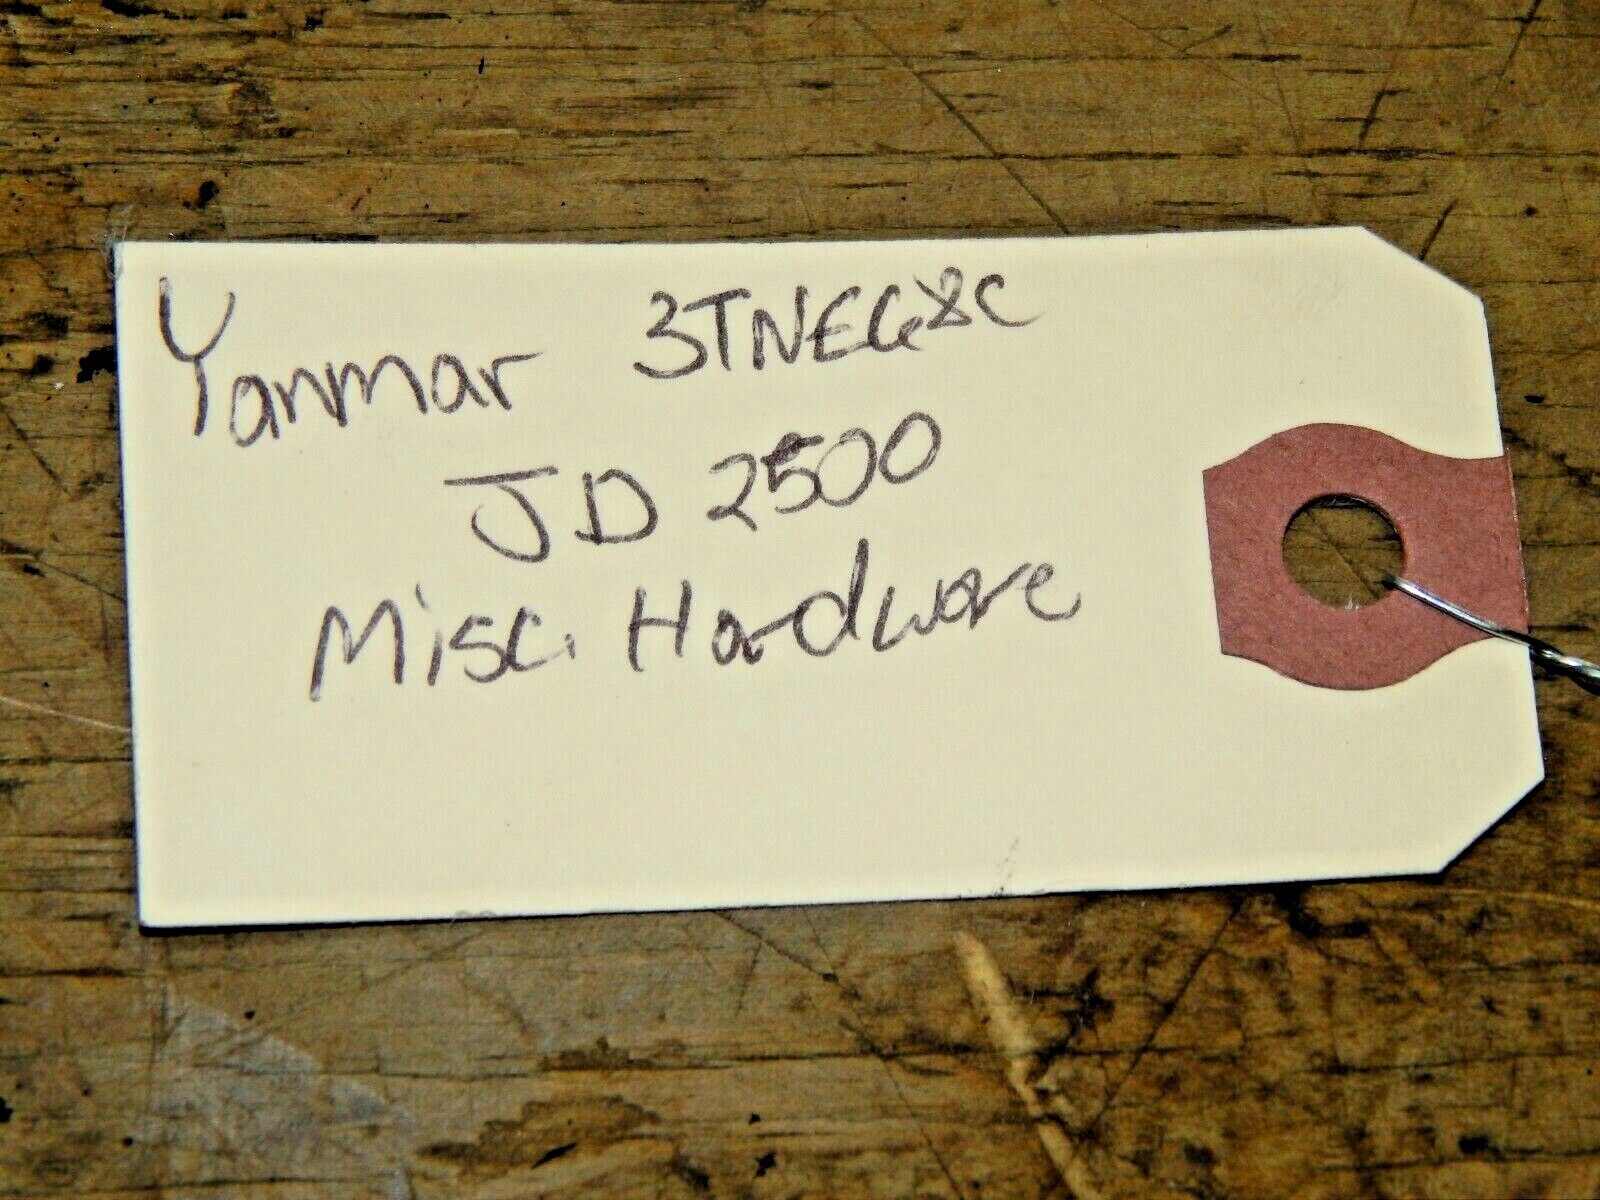 Yanmar 3TNE68C
JD 2500
Misc. Hardware